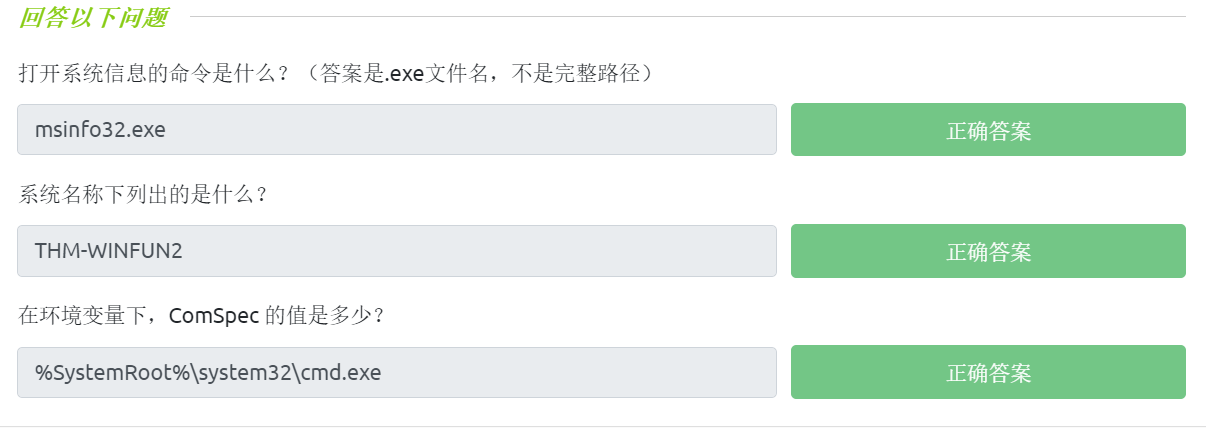 回答以下问题
打开系统信息的命令是什么？（答案是.exe文件名，不是完整路径）
msinfo32.exe
正确答案
系统名称下列出的是什么？
THM-WINFUN2
正确答案
在环境变量下，ComSpec 的值是多少？
%SystemRoot%\system32\cmd.exe
正确答案